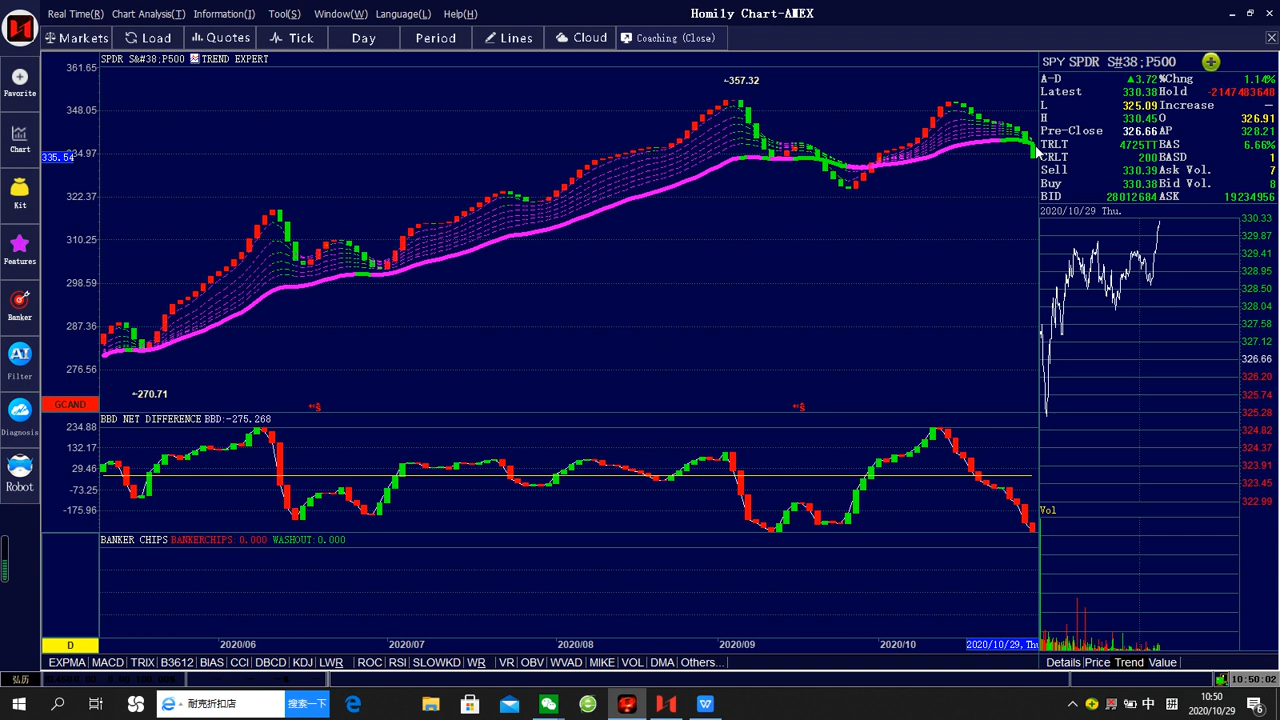 Real Time(R) Chart Analysis(T) Information(I) Tool(S) Window(W) Language(L) Help(H) Homily Chart-AMEX
Markets Load Quotes Tick Day Period Lines Cloud Coaching (Close)
Favorite
Chart
Kit
Features
Banker
AI
Filter
Diagnosis
Robot
SPDR S&#38;P500 TREND EXPERT
361.65
348.05
335.54 334.97
322.37
310.25
298.59
287.36
276.56
←357.32
←270.71
GCAND
BBD NET DIFFERENCE BBD:-275.268
234.88
132.17
29.46
-73.25
-175.96
BANKER CHIPS BANKERCHIPS: 0.000 WASHOUT:0.000
D 2020/06 2020/07 2020/08 2020/09 2020/10 2020/10/29,Thu
EXPMA MACD TRIX B3612 BIAS CCI DBCD KDJ LWR ROC RSI SLOWKD WR VR OBV WVAD MIKE VOL DMA Others...
SPY SPDR S&#38;P500
A-D ▲3.72 %Chng 1.14%
Latest 330.38 Hold -2147483648
L 325.09 Increase —
H 330.45 O 326.91
Pre-Close 326.66 AP 328.21
TRLT 4725TT EAS 6.66%
CRLT 200 BASD 1
Sell 330.39 Ask Vol. 7
Buy 330.38 Bid Vol. 8
BID 28012684 ASK 19234956
2020/10/29 Thu.
330.33
329.87
329.41
328.95
328.50
328.04
327.58
327.12
326.66
326.20
325.74
325.28
324.82
324.37
323.91
323.45
322.99
Vol
Details Price Trend Value
弘历
10:50:02
耐克折扣店 搜索一下
中 拼 10:50
2020/10/29 6